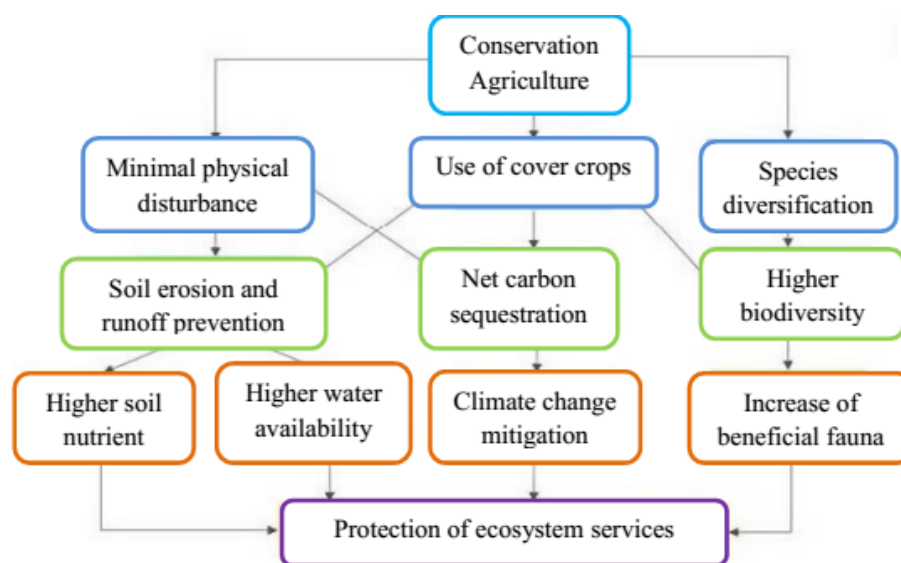 Conservation
Agriculture
Minimal physical
disturbance
Use of cover crops
Species
diversification
Soil erosion and
runoff prevention
Net carbon
sequestration
Higher
biodiversity
Higher soil
nutrient
Higher water
availability
Climate change
mitigation
Increase of
beneficial fauna
Protection of ecosystem services